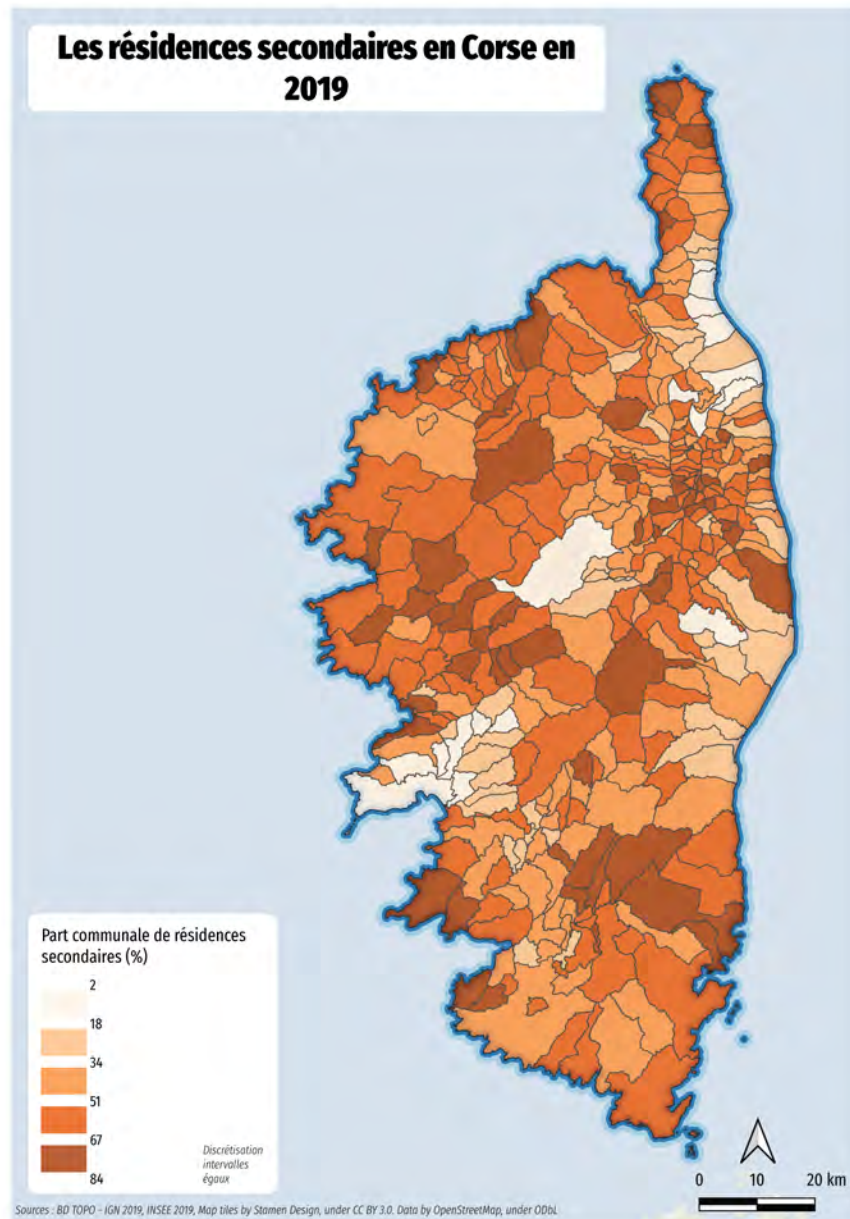 Les résidences secondaires en Corse en
2019
Part communale de résidences
secondaires (%)
2
18
34
51
67
84
Discrétisation
intervalles
égaux
0 10 20 km
Sources : BD TOPO - IGN 2019, INSEE 2019, Map tiles by Stamen Design, under CC BY 3.0. Data by OpenStreetMap, under ODbL